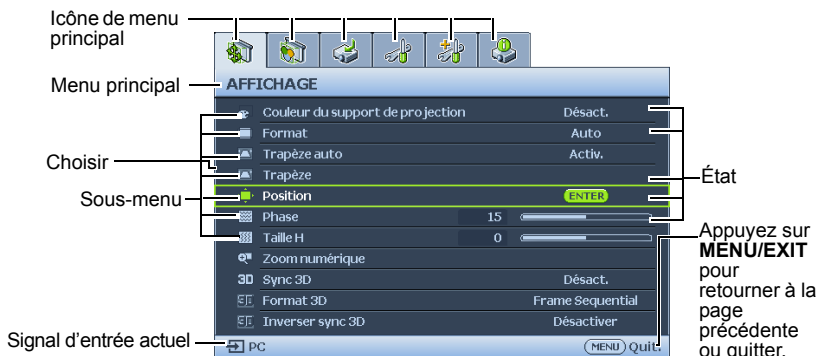 Icône de menu
principal
Menu principal
AFFICHAGE
Couleur du support de projection Désact.
Format Auto
Trapèze auto Activ.
Trapèze
Position ENTER
Phase 15
Taille H 0
Zoom numérique
3D Sync 3D Désact.
Format 3D Frame Sequential
Inverser sync 3D Désactiver
PC MENU Quit.
Choisir
Sous-menu
Signal d'entrée actuel
État
Appuyez sur
MENU/EXIT
pour
retourner à la
page
précédente
ou quitter.